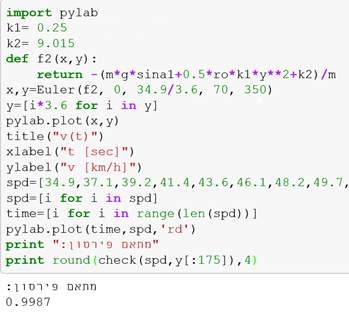 import pylab
k1= 0.25
k2= 9.015
def f2(x,y):
    return -(m*g*sina1+0.5*ro*k1*y**2+k2)/m
x,y=Euler(f2, 0, 34.9/3.6, 70, 350)
y=[i*3.6 for i in y]
pylab.plot(x,y)
title("v(t)")
xlabel("t [sec]")
ylabel("v [km/h]")
spd=[34.9,37.1,39.2,41.4,43.6,46.1,48.2,49.7,
spd=[i for i in spd]
time=[i for i in range(len(spd))]
pylab.plot(time,spd,'rd')
print "מתאם פירסון:"
print round(check(spd,y[:175]),4)
מתאם פירסון:
0.9987